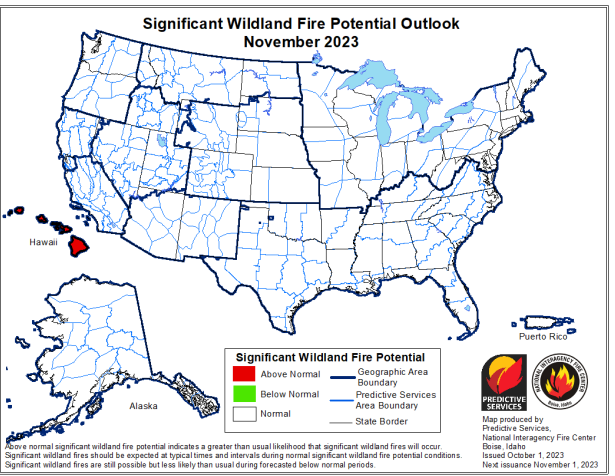 Significant Wildland Fire Potential Outlook
November 2023
Hawaii
Alaska
Puerto Rico
Significant Wildland Fire Potential
Above Normal
Below Normal
Normal
Geographic Area
Boundary
Predictive Services
Area Boundary
State Border
PREDICTIVE
SERVICES
NATIONAL INTERAGENCY FIRE CENTER
Boise, Idaho
Map produced by
Predictive Services,
National Interagency Fire Center
Boise, Idaho
Issued October 1, 2023
Next issuance November 1, 2023
Above normal significant wildland fire potential indicates a greater than usual likelihood that significant wildland fires will occur.
Significant wildland fires should be expected at typical times and intervals during normal significant wildland fire potential conditions.
Significant wildland fires are still possible but less likely than usual during forecasted below normal periods.